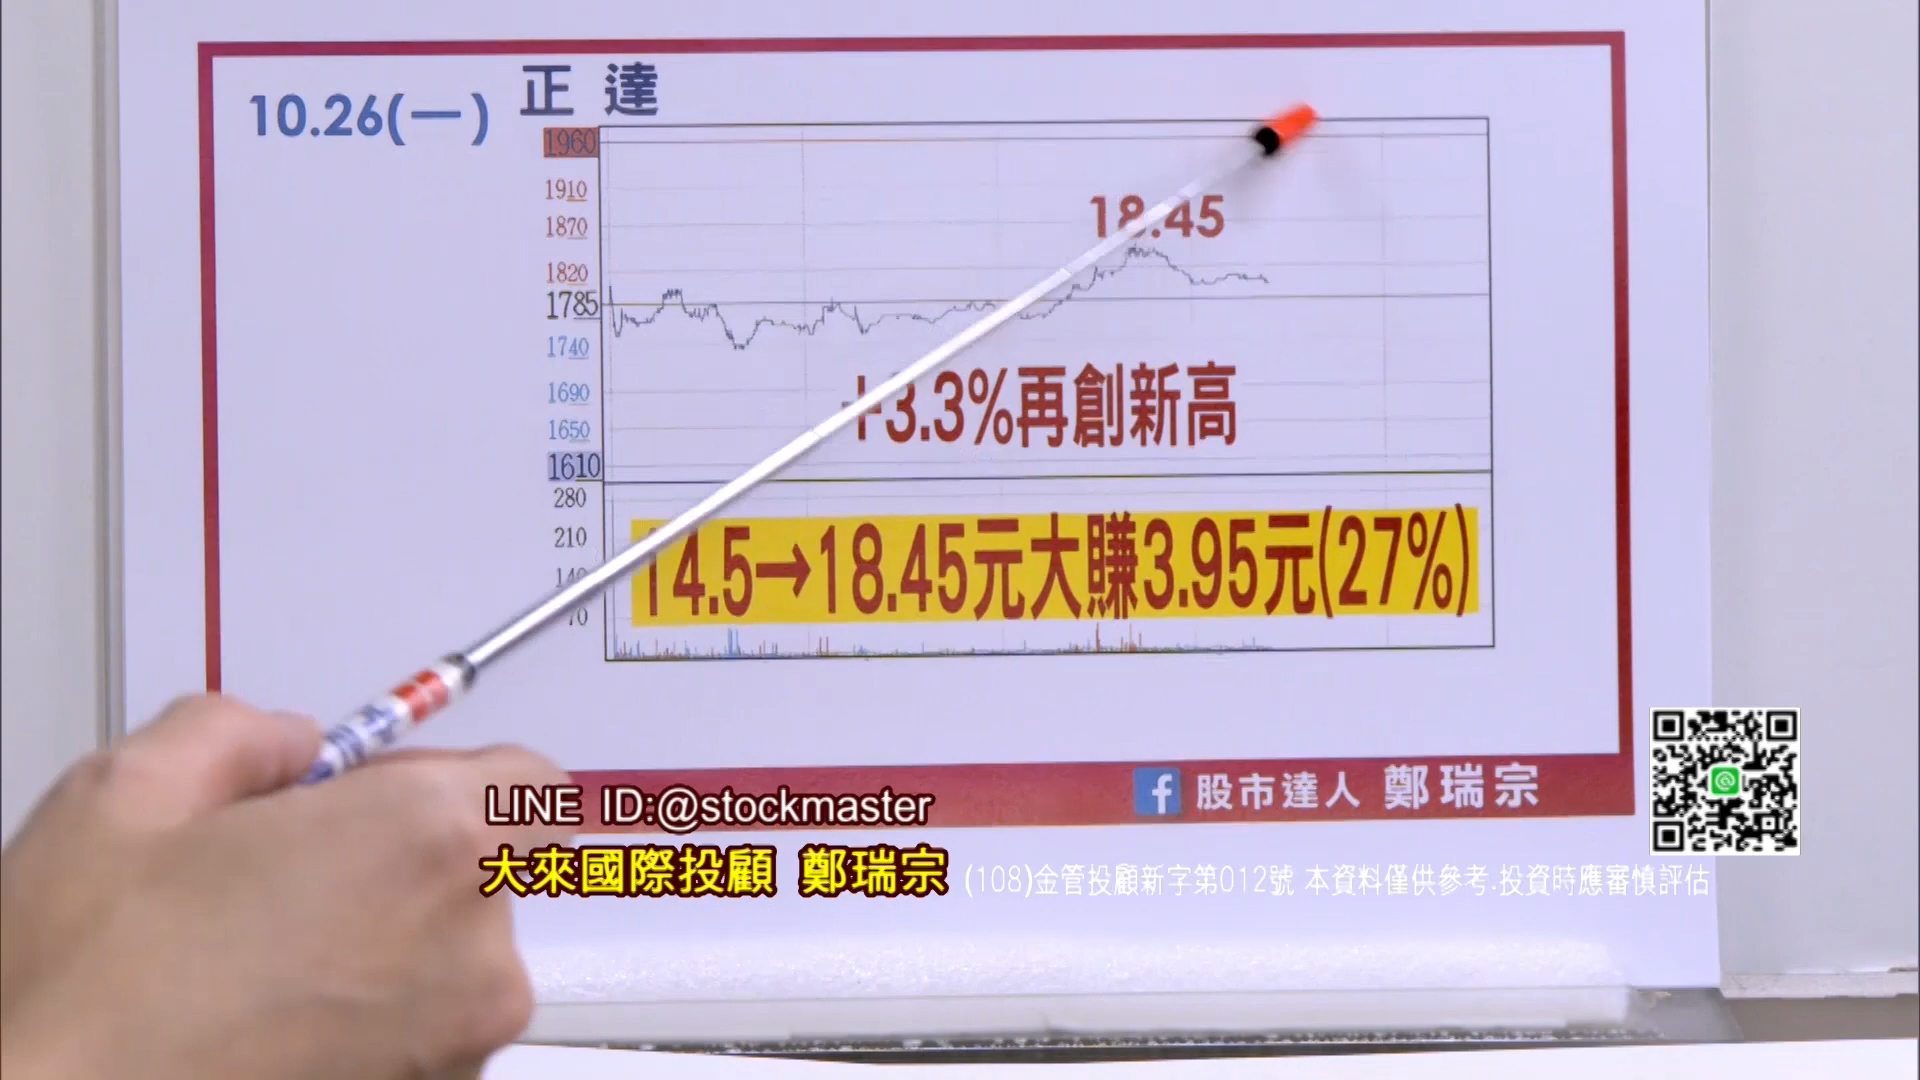 10.26(一) 正達
1960
1910
1870
1820
1785
1740
1690
1650
1610
280
210
140
70
18.45
+3.3%再創新高
14.5→18.45元大賺3.95元(27%)
f 股市達人 鄭瑞宗
LINE ID:@stockmaster
大來國際投顧 鄭瑞宗 (108)金管投顧新字第012號 本資料僅供參考.投資時應審慎評估